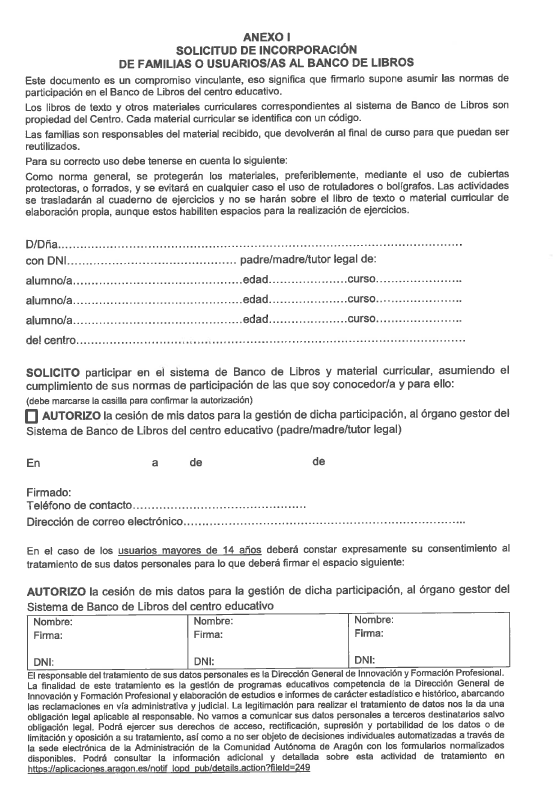 ANEXO I
SOLICITUD DE INCORPORACIÓN
DE FAMILIAS O USUARIOS/AS AL BANCO DE LIBROS
Este documento es un compromiso vinculante, eso significa que firmarlo supone asumir las normas de
participación en el Banco de Libros del centro educativo.
Los libros de texto y otros materiales curriculares correspondientes al sistema de Banco de Libros son
propiedad del Centro. Cada material curricular se identifica con un código.
Las familias son responsables del material recibido, que devolverán al final de curso para que puedan ser
reutilizados.
Para su correcto uso debe tenerse en cuenta lo siguiente:
Como norma general, se protegerán los materiales, preferiblemente, mediante el uso de cubiertas
protectoras, o forrados, y se evitará en cualquier caso el uso de rotuladores o bolígrafos. Las actividades
se trasladarán al cuaderno de ejercicios y no se harán sobre el libro de texto o material curricular de
elaboración propia, aunque estos habiliten espacios para la realización de ejercicios.
D/Dña..........................................................................................................
con DNI............................................. padre/madre/tutor legal de:
alumno/a.............................................edad....................curso......................
alumno/a.............................................edad....................curso......................
alumno/a.............................................edad....................curso......................
del centro......................................................................................................
SOLICITO participar en el sistema de Banco de Libros y material curricular, asumiendo el
cumplimiento de sus normas de participación de las que soy conocedor/a y para ello:
(debe marcarse la casilla para confirmar la autorización)
AUTORIZO la cesión de mis datos para la gestión de dicha participación, al órgano gestor del
Sistema de Banco de Libros del centro educativo (padre/madre/tutor legal)
En a de de
Firmado:
Teléfono de contacto..............................................
Dirección de correo electrónico..........................................................................
En el caso de los usuarios mayores de 14 años deberá constar expresamente su consentimiento al
tratamiento de sus datos personales para lo que deberá firmar el espacio siguiente:
AUTORIZO la cesión de mis datos para la gestión de dicha participación, al órgano gestor del
Sistema de Banco de Libros del centro educativo
Nombre: Nombre: Nombre:
Firma: Firma: Firma:
DNI: DNI: DNI:
El responsable del tratamiento de sus datos personales es la Dirección General de Innovación y Formación Profesional.
La finalidad de este tratamiento es la gestión de programas educativos competencia de la Dirección General de
Innovación y Formación Profesional y elaboración de estudios e informes de carácter estadístico e histórico, abarcando
las reclamaciones en vía administrativa y judicial. La legitimación para realizar el tratamiento de datos nos la da una
obligación legal aplicable al responsable. No vamos a comunicar sus datos personales a terceros destinatarios salvo
obligación legal. Podrá ejercer sus derechos de acceso, rectificación, supresión y portabilidad de los datos o de
limitación y oposición a su tratamiento, así como a no ser objeto de decisiones individuales automatizadas a través de
la sede electrónica de la Administración de la Comunidad Autónoma de Aragón con los formularios normalizados
disponibles. Podrá consultar la información adicional y detallada sobre esta actividad de tratamiento en
https://aplicaciones.aragon.es/notif_lopd_pub/details.action?fileId=249